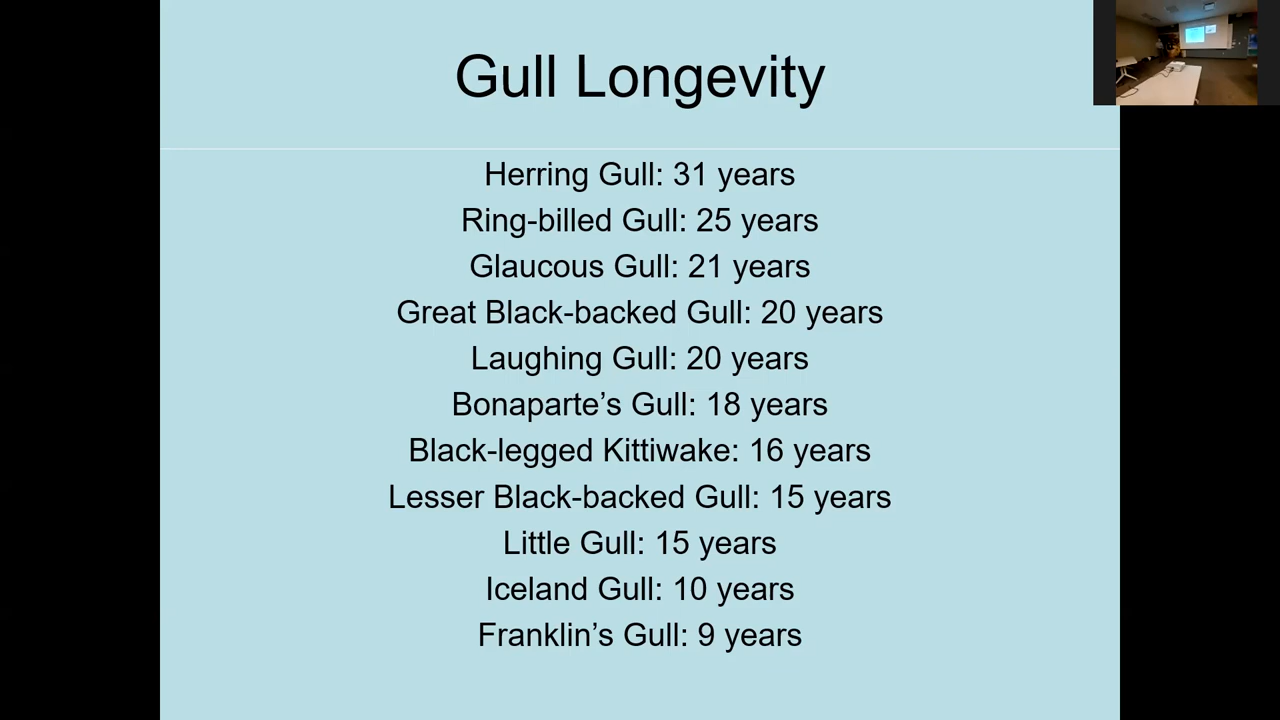 Gull Longevity
Herring Gull: 31 years
Ring-billed Gull: 25 years
Glaucous Gull: 21 years
Great Black-backed Gull: 20 years
Laughing Gull: 20 years
Bonaparte’s Gull: 18 years
Black-legged Kittiwake: 16 years
Lesser Black-backed Gull: 15 years
Little Gull: 15 years
Iceland Gull: 10 years
Franklin’s Gull: 9 years